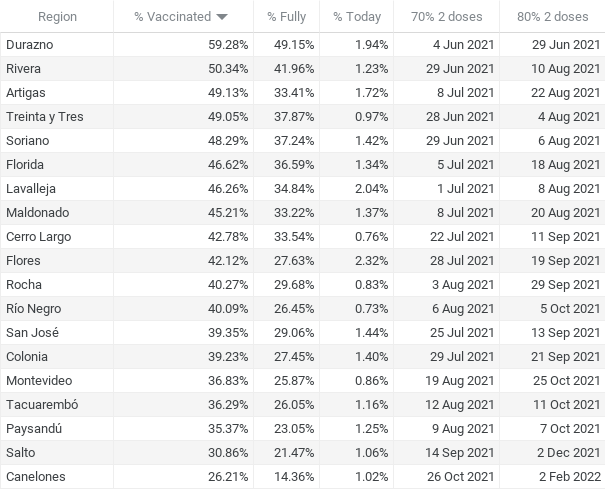 Region % Vaccinated % Fully % Today 70% 2 doses 80% 2 doses
Durazno 59.28% 49.15% 1.94% 4 Jun 2021 29 Jun 2021
Rivera 50.34% 41.96% 1.23% 29 Jun 2021 10 Aug 2021
Artigas 49.13% 33.41% 1.72% 8 Jul 2021 22 Aug 2021
Treinta y Tres 49.05% 37.87% 0.97% 28 Jun 2021 4 Aug 2021
Soriano 48.29% 37.24% 1.42% 29 Jun 2021 6 Aug 2021
Florida 46.62% 36.59% 1.34% 5 Jul 2021 18 Aug 2021
Lavalleja 46.26% 34.84% 2.04% 1 Jul 2021 8 Aug 2021
Maldonado 45.21% 33.22% 1.37% 8 Jul 2021 20 Aug 2021
Cerro Largo 42.78% 33.54% 0.76% 22 Jul 2021 11 Sep 2021
Flores 42.12% 27.63% 2.32% 28 Jul 2021 19 Sep 2021
Rocha 40.27% 29.68% 0.83% 3 Aug 2021 29 Sep 2021
Río Negro 40.09% 26.45% 0.73% 6 Aug 2021 5 Oct 2021
San José 39.35% 29.06% 1.44% 25 Jul 2021 13 Sep 2021
Colonia 39.23% 27.45% 1.40% 29 Jul 2021 21 Sep 2021
Montevideo 36.83% 25.87% 0.86% 19 Aug 2021 25 Oct 2021
Tacuarembó 36.29% 26.05% 1.16% 12 Aug 2021 11 Oct 2021
Paysandú 35.37% 23.05% 1.25% 9 Aug 2021 7 Oct 2021
Salto 30.86% 21.47% 1.06% 14 Sep 2021 2 Dec 2021
Canelones 26.21% 14.36% 1.02% 26 Oct 2021 2 Feb 2022